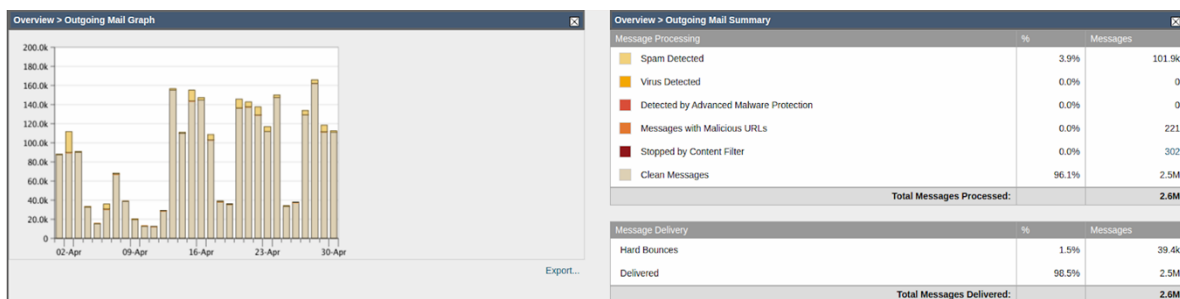 Overview > Outgoing Mail Graph
200.0k
180.0k
160.0k
140.0k
120.0k
100.0k
80.0k
60.0k
40.0k
20.0k
0
02-Apr 09-Apr 16-Apr 23-Apr 30-Apr
Export...
Overview > Outgoing Mail Summary
Message Processing % Messages
Spam Detected 3.9% 101.9k
Virus Detected 0.0% 0
Detected by Advanced Malware Protection 0.0% 0
Messages with Malicious URLs 0.0% 221
Stopped by Content Filter 0.0% 302
Clean Messages 96.1% 2.5M
Total Messages Processed: 2.6M
Message Delivery % Messages
Hard Bounces 1.5% 39.4k
Delivered 98.5% 2.5M
Total Messages Delivered: 2.6M